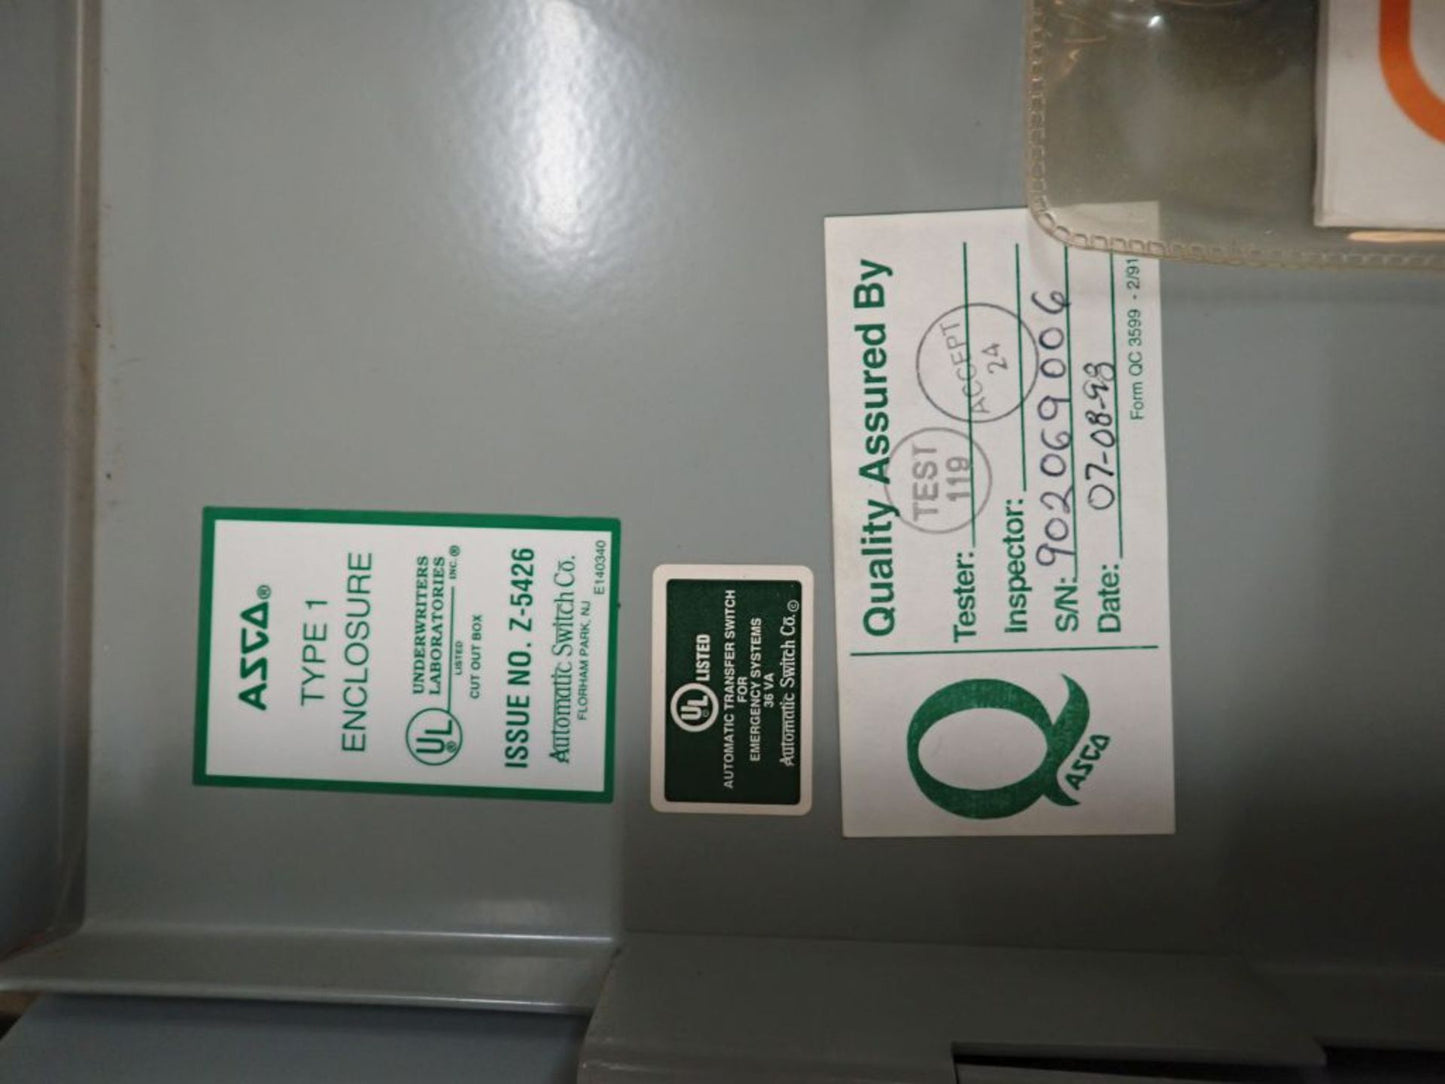 ASCO®
TYPE 1
ENCLOSURE
UL®
UNDERWRITERS
LABORATORIES
INC.®
LISTED
CUT OUT BOX
ISSUE NO. Z-5426
Automatic Switch Co.
FLORHAM PARK, NJ
E140340
UL® LISTED
AUTOMATIC TRANSFER SWITCH
FOR
EMERGENCY SYSTEMS
36 VA
Automatic Switch Co.©
Quality Assured By
Tester:
TEST
119
ACCEPT
24
Inspector:
S/N: 902069006
Date: 07-08-93
Form QC 3599 - 2/91
Q
ASCO